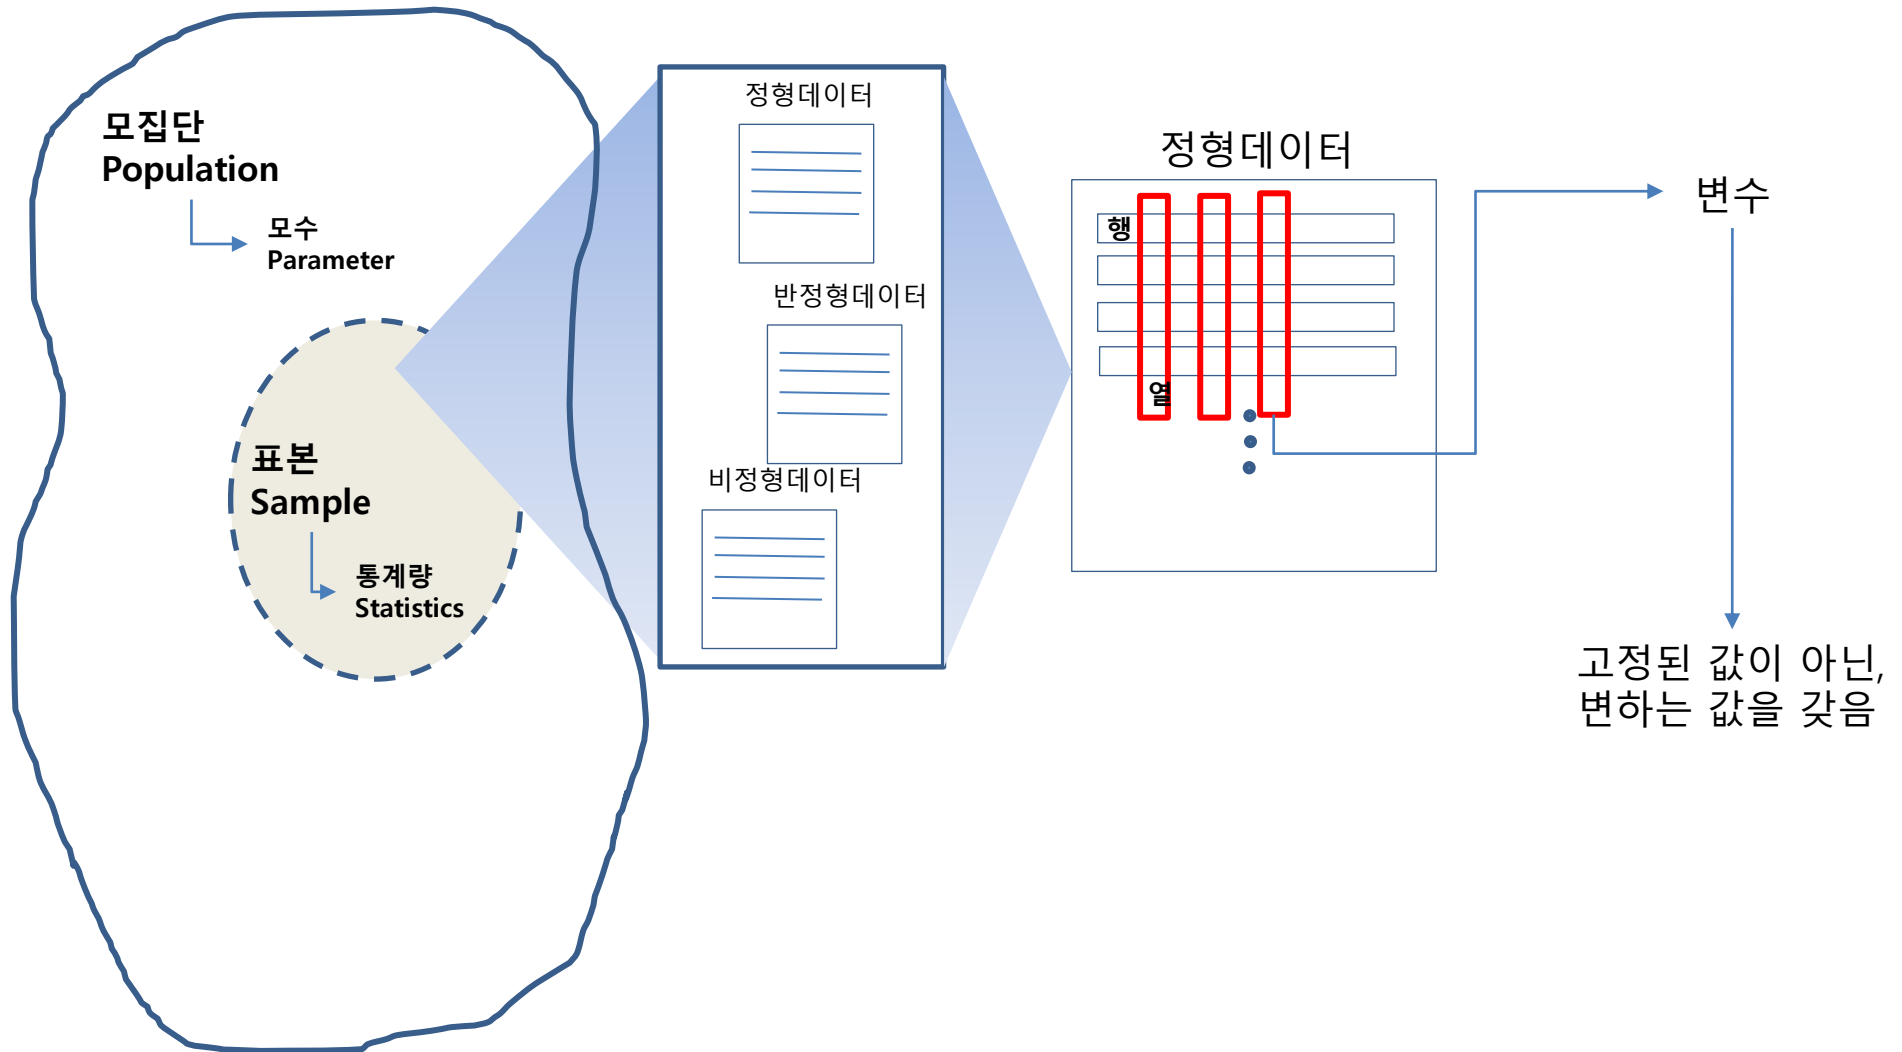 모집단
Population
모수
Parameter
표본
Sample
통계량
Statistics
정형데이터
반정형데이터
비정형데이터
정형데이터
행
열
변수
고정된 값이 아닌,
변하는 값을 갖음